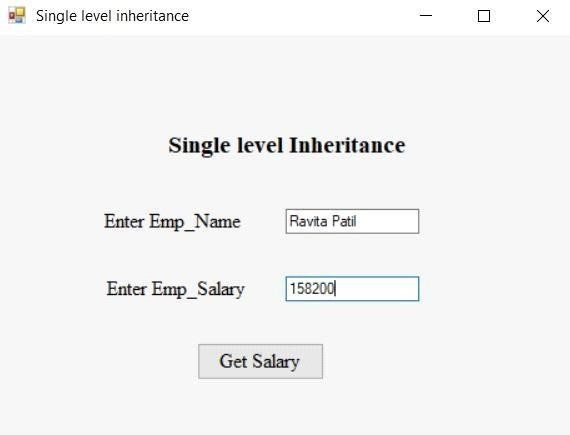 Single level inheritance
Single level Inheritance
Enter Emp_Name Ravita Patil
Enter Emp_Salary 158200
Get Salary